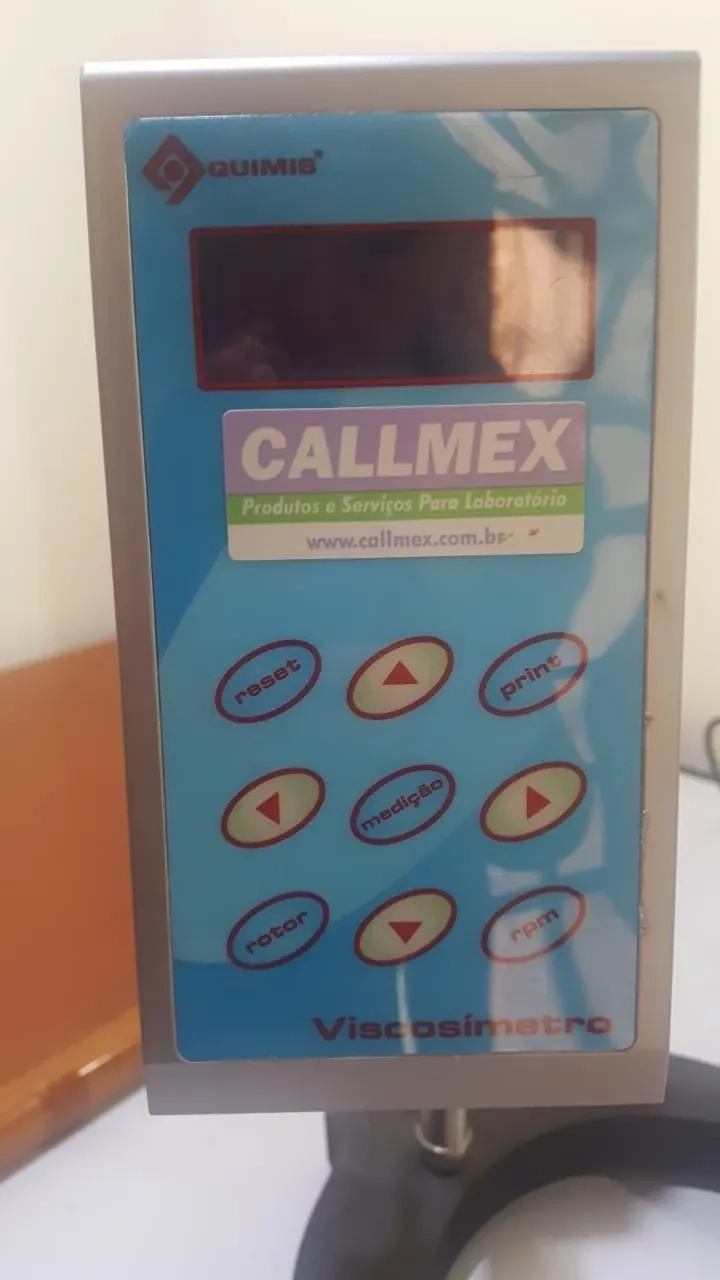 QUIMIS®
CALLMEX
Produtos e Serviços Para Laboratório
www.callmex.com.br
reset
print
medição
rotor
rpm
Viscosímetro